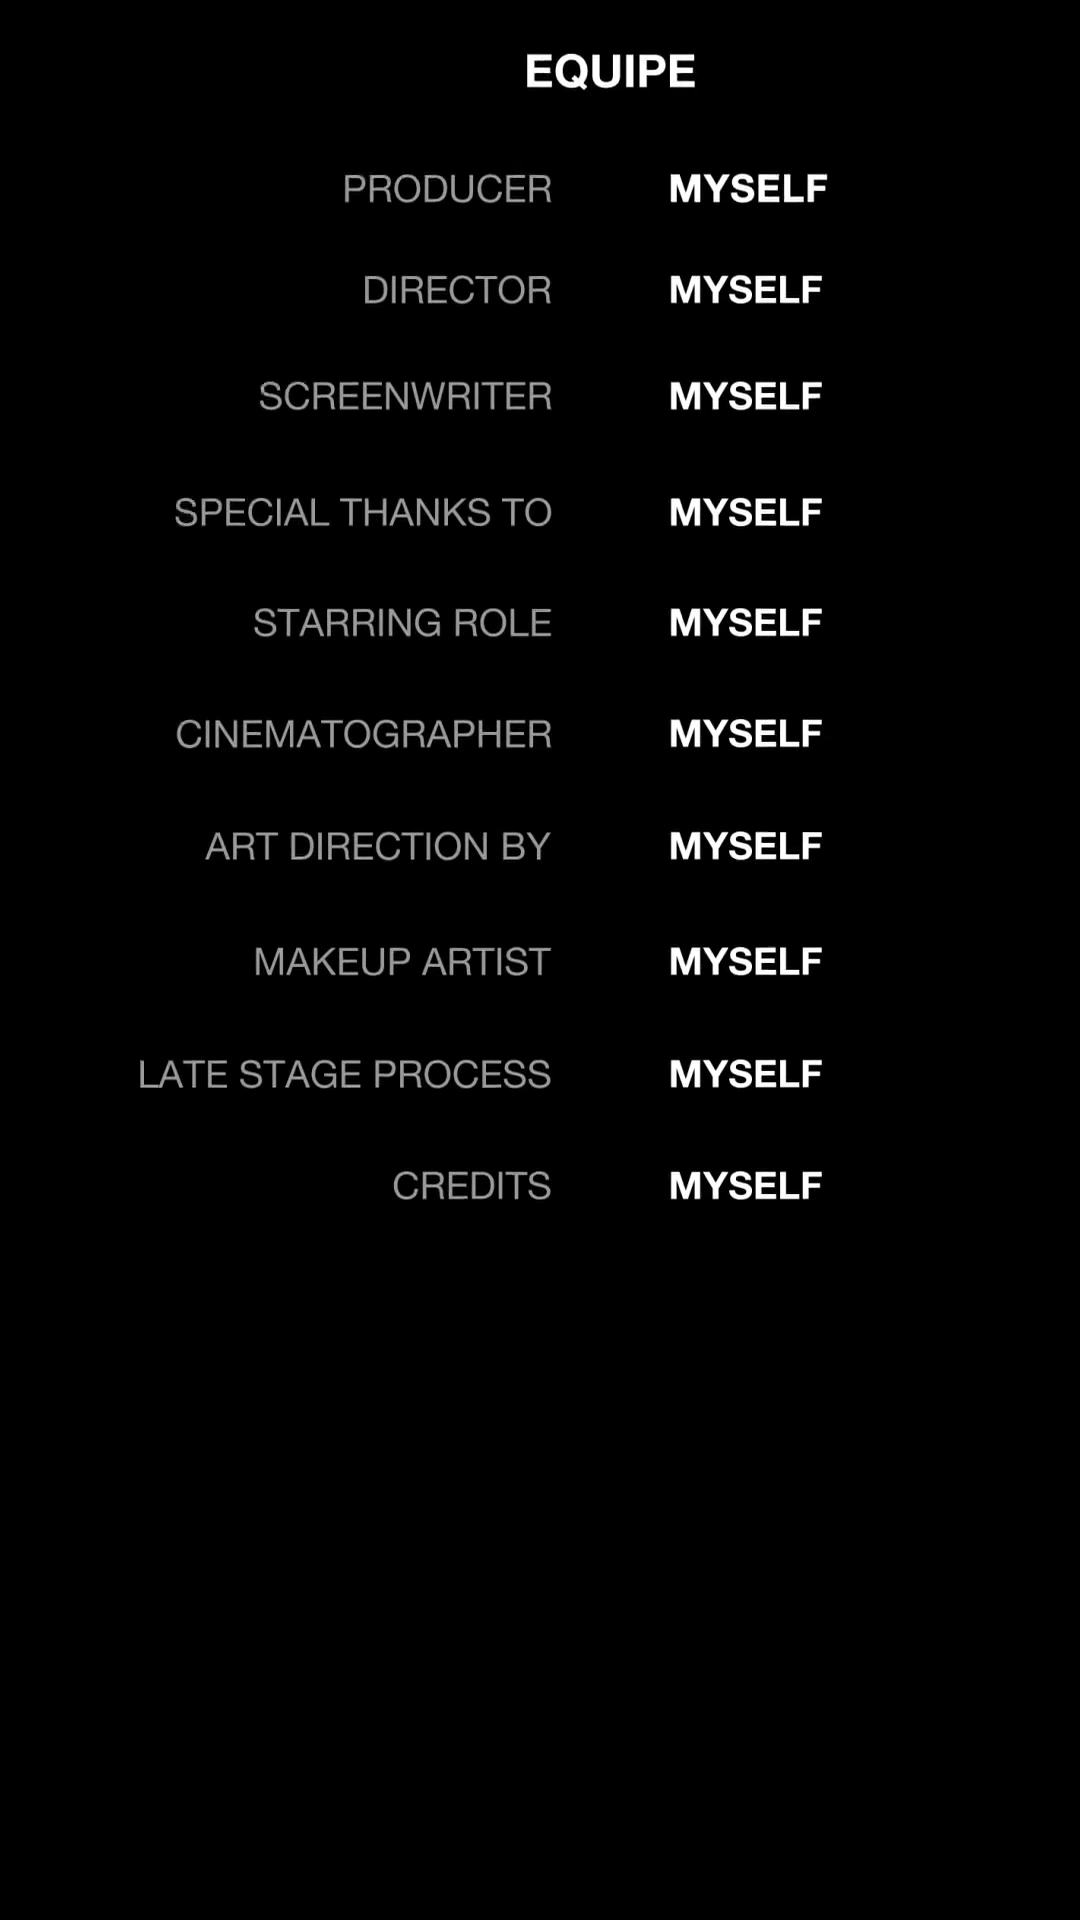 EQUIPE
PRODUCER MYSELF
DIRECTOR MYSELF
SCREENWRITER MYSELF
SPECIAL THANKS TO MYSELF
STARRING ROLE MYSELF
CINEMATOGRAPHER MYSELF
ART DIRECTION BY MYSELF
MAKEUP ARTIST MYSELF
LATE STAGE PROCESS MYSELF
CREDITS MYSELF